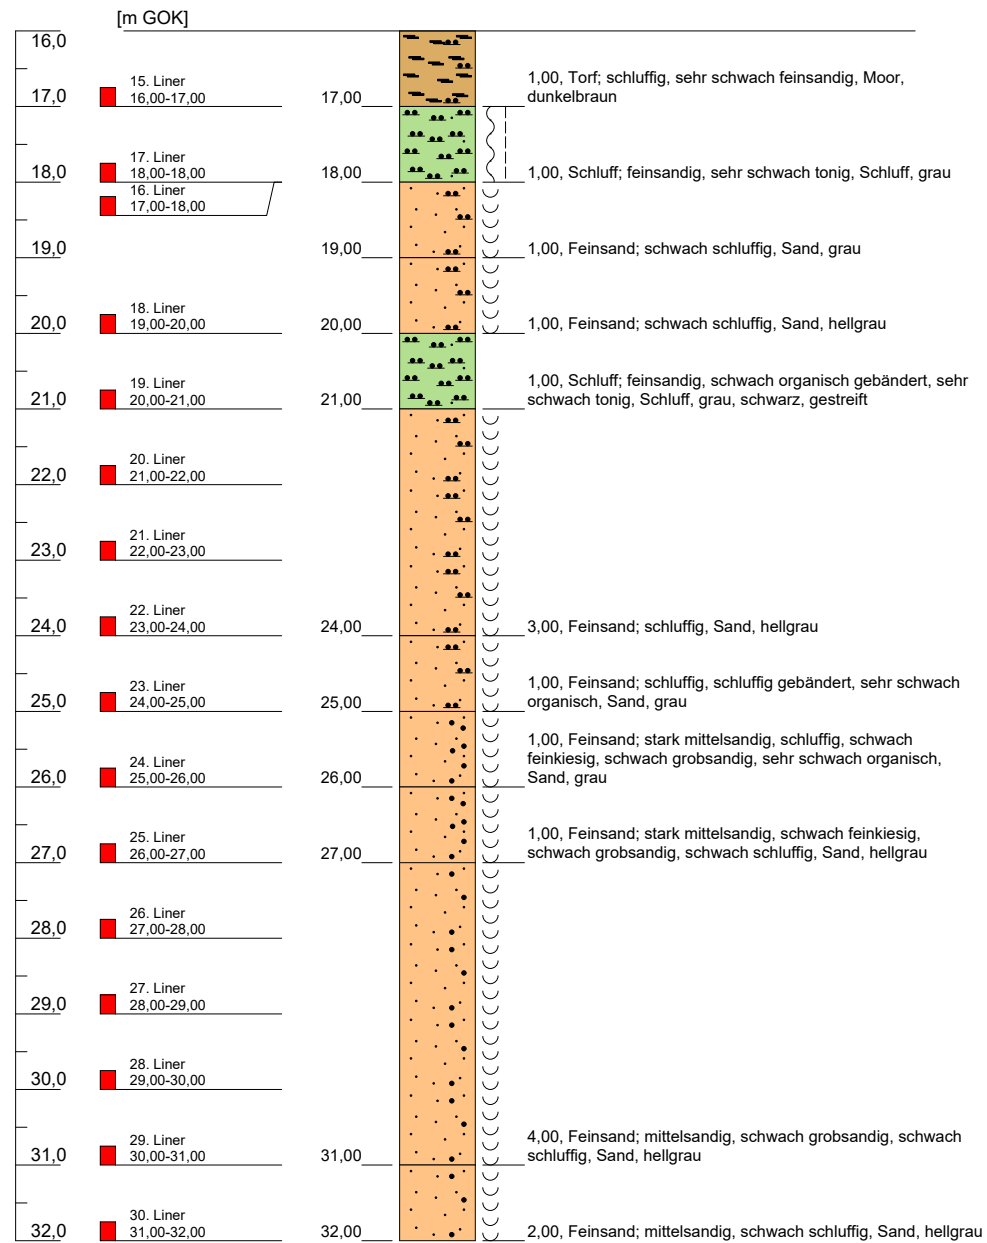 [m GOK]
16,0
15. Liner
16,00-17,00
17,0
17,00
1,00, Torf; schluffig, sehr schwach feinsandig, Moor,
dunkelbraun
17. Liner
18,00-18,00
18,0
18,00
1,00, Schluff; feinsandig, sehr schwach tonig, Schluff, grau
16. Liner
17,00-18,00
19,0
19,00
1,00, Feinsand; schwach schluffig, Sand, grau
18. Liner
19,00-20,00
20,0
20,00
1,00, Feinsand; schwach schluffig, Sand, hellgrau
19. Liner
20,00-21,00
21,0
21,00
1,00, Schluff; feinsandig, schwach organisch gebändert, sehr
schwach tonig, Schluff, grau, schwarz, gestreift
20. Liner
21,00-22,00
22,0
21. Liner
22,00-23,00
23,0
22. Liner
23,00-24,00
24,0
24,00
3,00, Feinsand; schluffig, Sand, hellgrau
23. Liner
24,00-25,00
25,0
25,00
1,00, Feinsand; schluffig, schluffig gebändert, sehr schwach
organisch, Sand, grau
24. Liner
25,00-26,00
26,0
26,00
1,00, Feinsand; stark mittelsandig, schluffig, schwach
feinkiesig, schwach grobsandig, sehr schwach organisch,
Sand, grau
25. Liner
26,00-27,00
27,0
27,00
1,00, Feinsand; stark mittelsandig, schwach feinkiesig,
schwach grobsandig, schwach schluffig, Sand, hellgrau
26. Liner
27,00-28,00
28,0
27. Liner
28,00-29,00
29,0
28. Liner
29,00-30,00
30,0
29. Liner
30,00-31,00
31,0
31,00
4,00, Feinsand; mittelsandig, schwach grobsandig, schwach
schluffig, Sand, hellgrau
30. Liner
31,00-32,00
32,0
32,00
2,00, Feinsand; mittelsandig, schwach schluffig, Sand, hellgrau